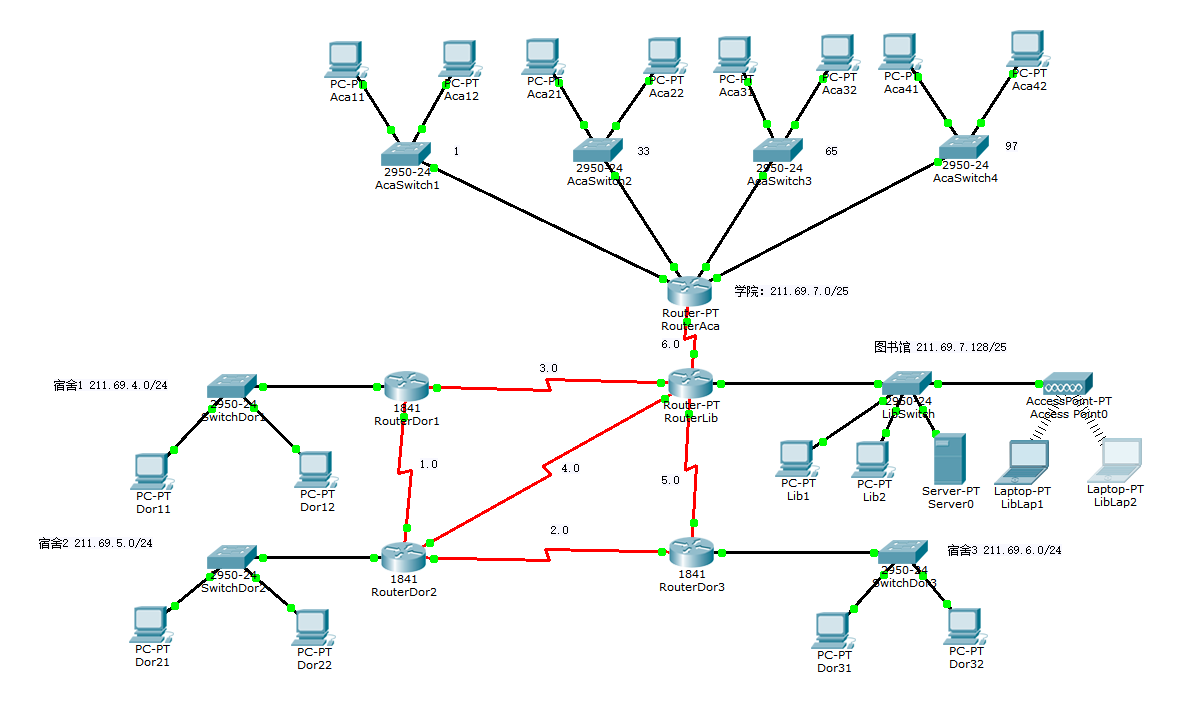 PC-PT
Aca11
PC-PT
Aca12
PC-PT
Aca21
PC-PT
Aca22
PC-PT
Aca31
PC-PT
Aca32
PC-PT
Aca41
PC-PT
Aca42
2950-24
AcaSwitch1
1
2950-24
AcaSwitch2
33
2950-24
AcaSwitch3
65
2950-24
AcaSwitch4
97
Router-PT
RouterAca
学院: 211.69.7.0/25
6.0
图书馆 211.69.7.128/25
宿舍1 211.69.4.0/24
2950-24
SwitchDor1
1841
RouterDor1
3.0
Router-PT
RouterLib
2950-24
LibSwitch
AccessPoint-PT
Access Point0
PC-PT
Dor11
PC-PT
Dor12
1.0
4.0
5.0
PC-PT
Lib1
PC-PT
Lib2
Server-PT
Server0
Laptop-PT
LibLap1
Laptop-PT
LibLap2
宿舍2 211.69.5.0/24
2950-24
SwitchDor2
1841
RouterDor2
2.0
1841
RouterDor3
2950-24
SwitchDor3
宿舍3 211.69.6.0/24
PC-PT
Dor21
PC-PT
Dor22
PC-PT
Dor31
PC-PT
Dor32